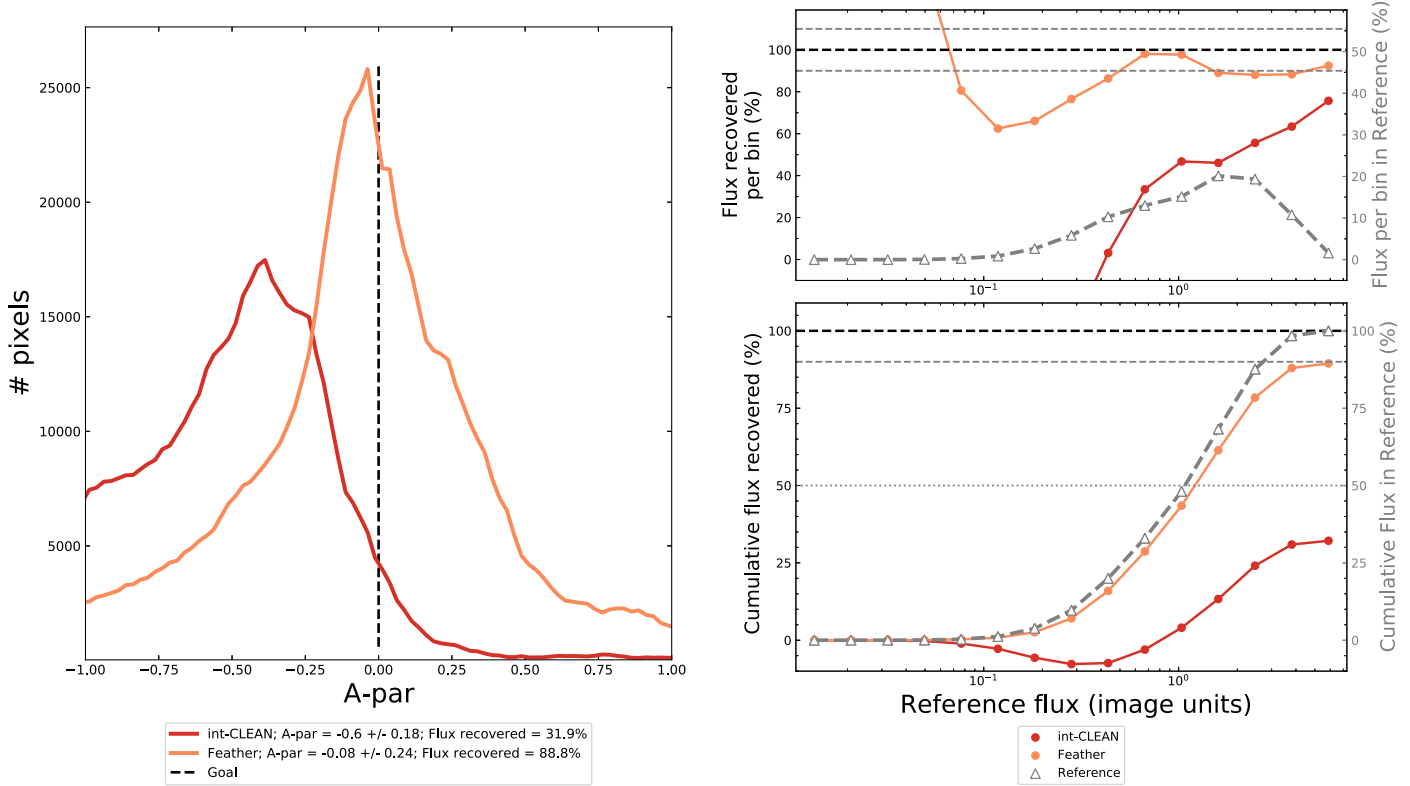 # pixels
25000
20000
15000
10000
5000
−1.00
−0.75
−0.50
−0.25
0.00
0.25
0.50
0.75
1.00
A-par
int-CLEAN; A-par = -0.6 +/- 0.18; Flux recovered = 31.9%
Feather; A-par = -0.08 +/- 0.24; Flux recovered = 88.8%
Goal
Flux recovered
per bin (%)
100
80
60
40
20
0
10⁻¹
10⁰
50
40
30
20
10
0
Flux per bin in Reference (%)
Cumulative flux recovered (%)
100
75
50
25
0
10⁻¹
10⁰
100
75
50
25
0
Cumulative Flux in Reference (%)
Reference flux (image units)
int-CLEAN
Feather
Reference